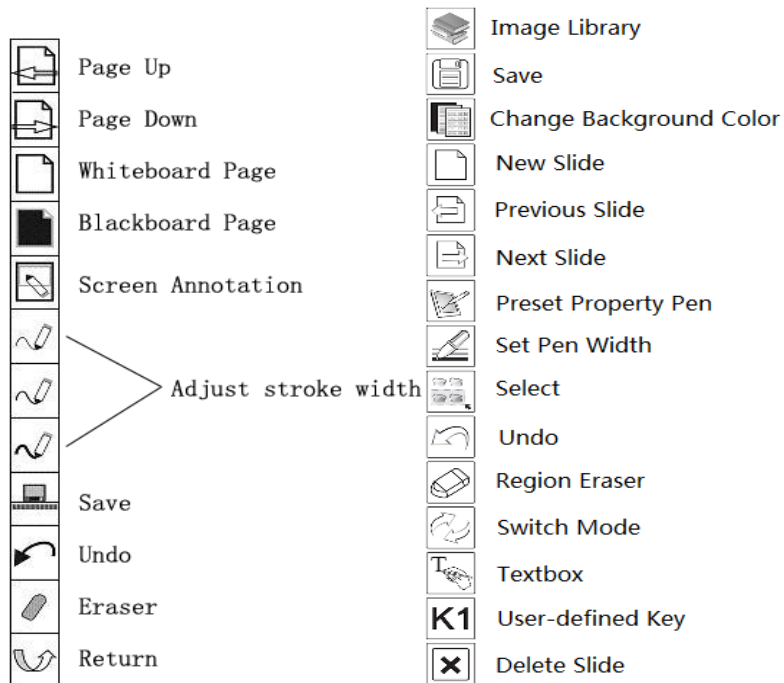 Page Up
Page Down
Whiteboard Page
Blackboard Page
Screen Annotation
Adjust stroke width
Save
Undo
Eraser
Return
Image Library
Save
Change Background Color
New Slide
Previous Slide
Next Slide
Preset Property Pen
Set Pen Width
Select
Undo
Region Eraser
Switch Mode
T
Textbox
K1
User-defined Key
Delete Slide